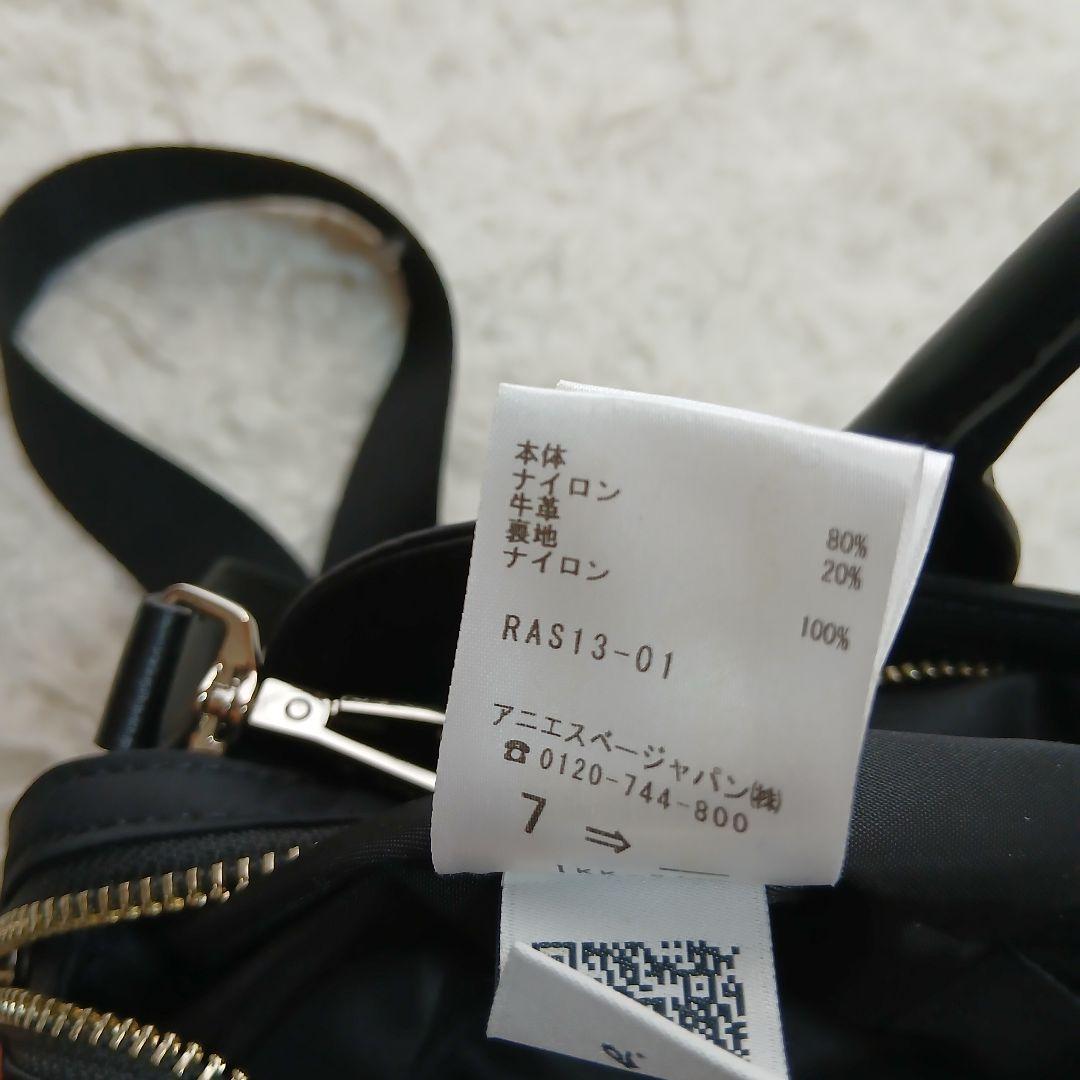 本体
ナイロン 80%
牛革 20%
裏地
ナイロン 100%
RAS13-01
アニエスベージャパン㈱
☎0120-744-800
7 ⇒